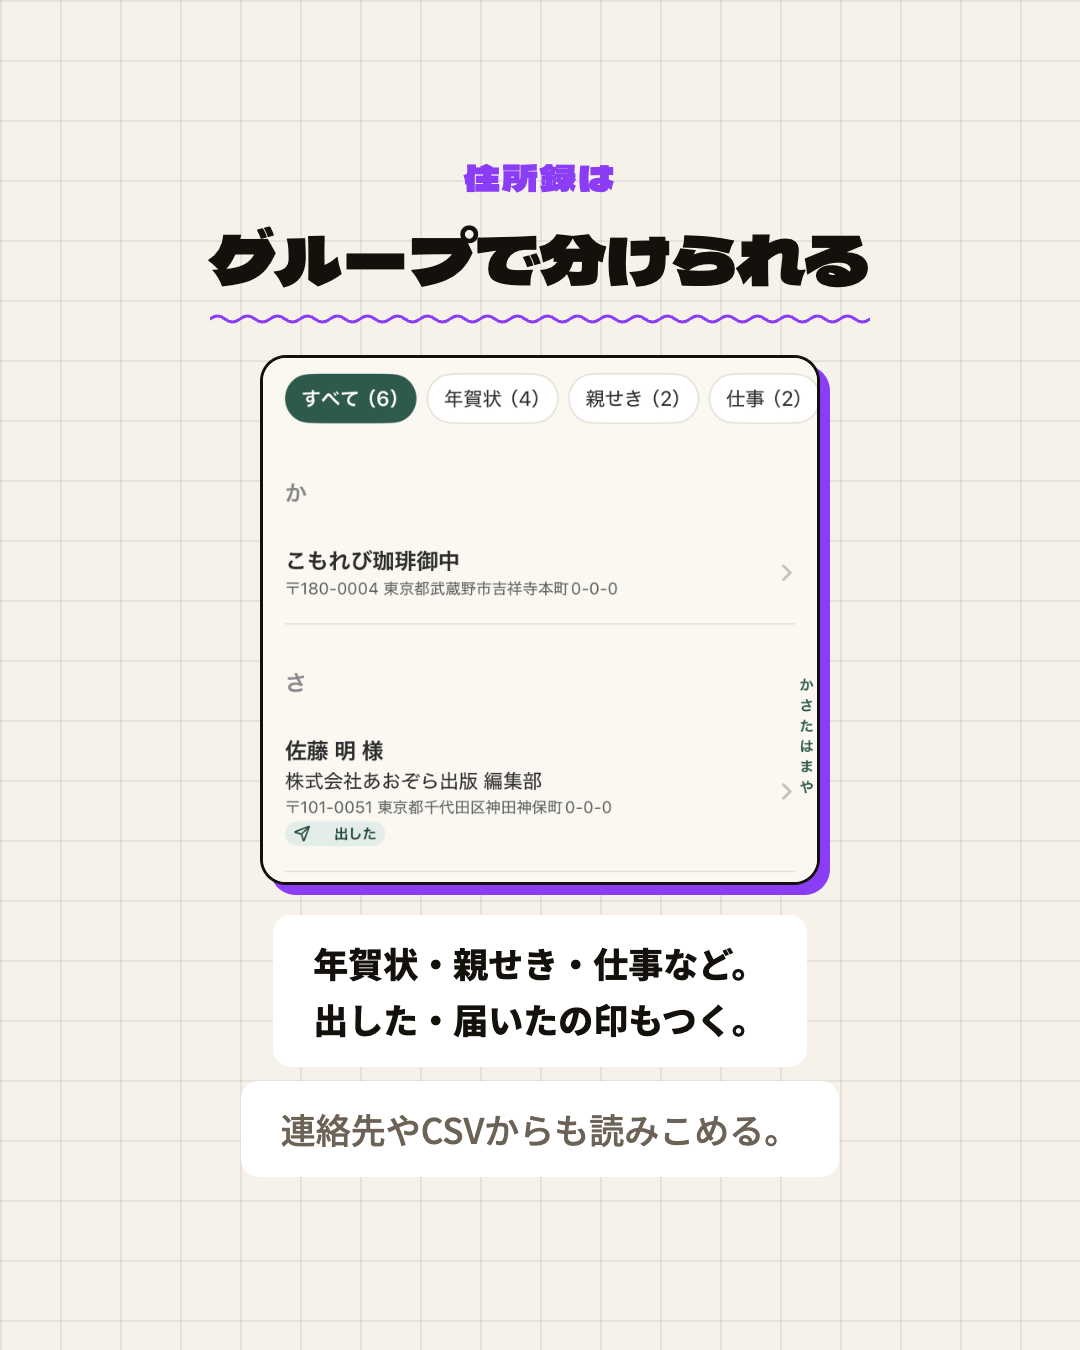 住所録は
グループで分けられる
すべて（6）
年賀状（4）
親せき（2）
仕事（2）
か
こもれび珈琲御中
〒180-0004 東京都武蔵野市吉祥寺本町0-0-0
さ
佐藤 明 様
株式会社あおぞら出版 編集部
〒101-0051 東京都千代田区神田神保町0-0-0
出した
か
さ
た
は
ま
や
年賀状・親せき・仕事など。
出した・届いたの印もつく。
連絡先やCSVからも読みこめる。